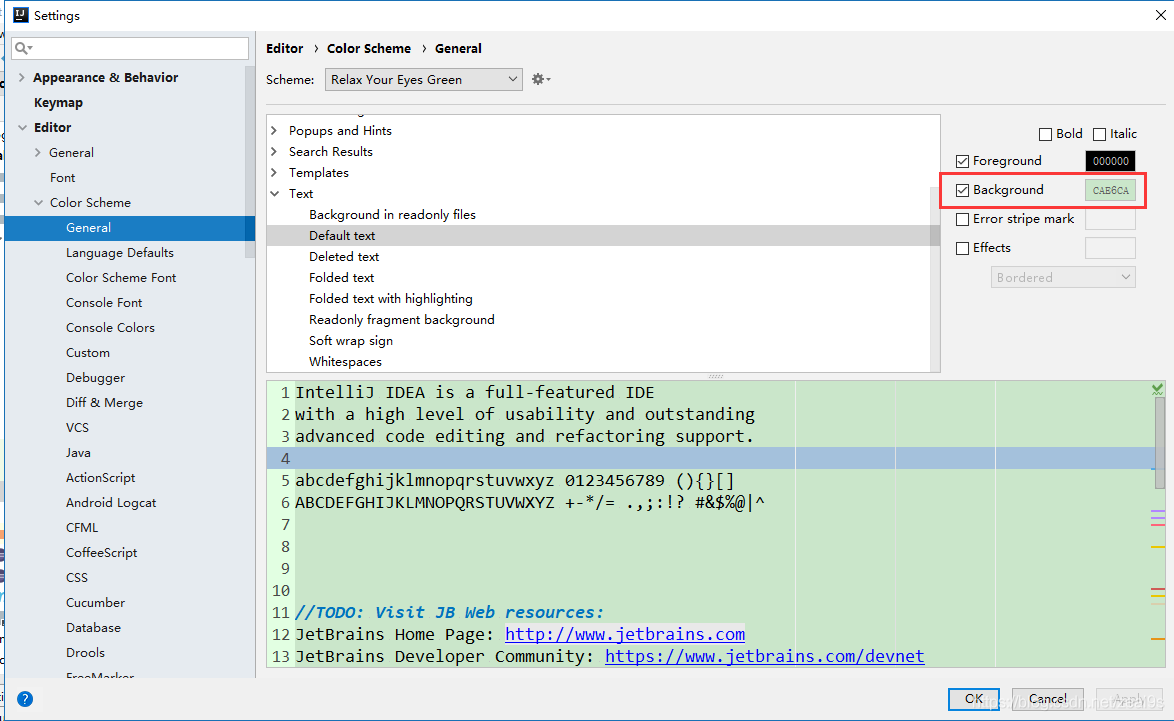 Settings
Appearance & Behavior
Keymap
Editor
General
Font
Color Scheme
General
Language Defaults
Color Scheme Font
Console Font
Console Colors
Custom
Debugger
Diff & Merge
VCS
Java
ActionScript
Android Logcat
CFML
CoffeeScript
CSS
Cucumber
Database
Drools
FreeMarker
Editor › Color Scheme › General
Scheme: Relax Your Eyes Green
Popups and Hints
Search Results
Templates
Text
Background in readonly files
Default text
Deleted text
Folded text
Folded text with highlighting
Readonly fragment background
Soft wrap sign
Whitespaces
Bold Italic
Foreground 000000
Background CAE6CA
Error stripe mark
Effects
Bordered
1 IntelliJ IDEA is a full-featured IDE
2 with a high level of usability and outstanding
3 advanced code editing and refactoring support.
4
5 abcdefghijklmnopqrstuvwxyz 0123456789 (){}[]
6 ABCDEFGHIJKLMNOPQRSTUVWXYZ +-*/= .,;:!? #&$%@|^
7
8
9
10
11 //TODO: Visit JB Web resources:
12 JetBrains Home Page: http://www.jetbrains.com
13 JetBrains Developer Community: https://www.jetbrains.com/devnet
? OK Cancel Apply